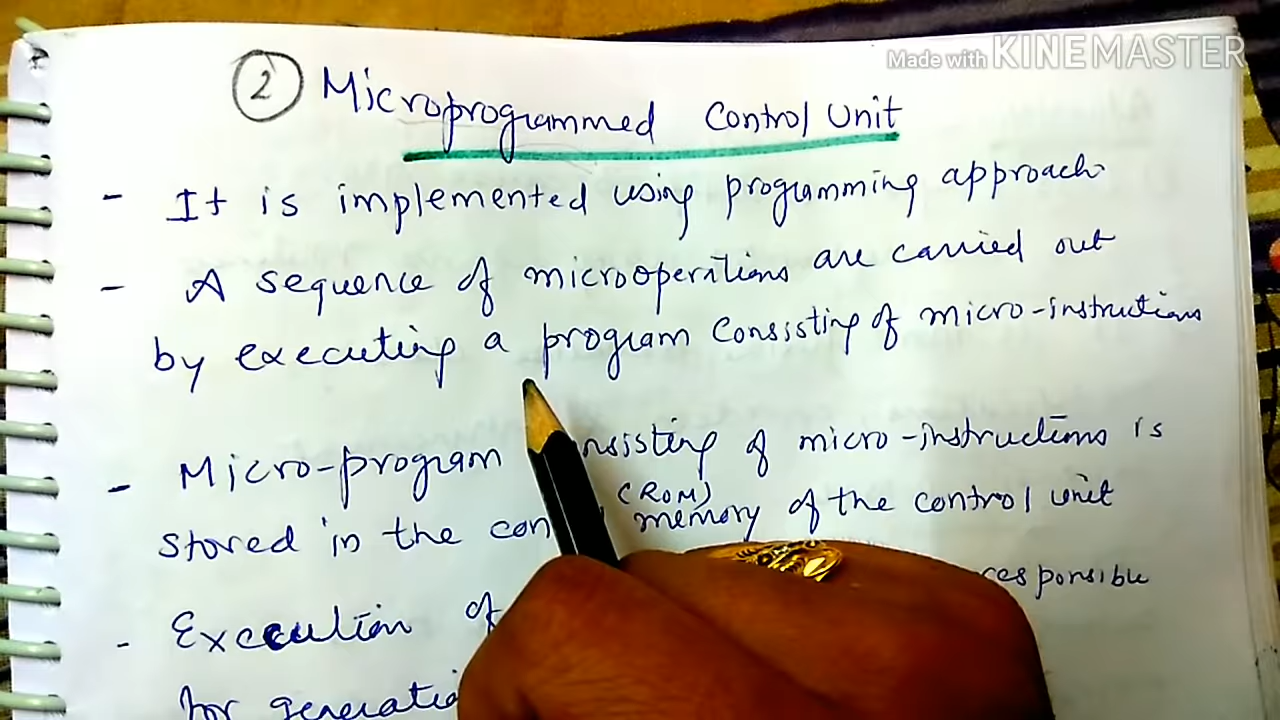 Made with KINEMASTER
2 Microprogrammed Control Unit
- It is implemented using programming approach.
- A sequence of microoperations are carried out
by executing a program consisting of micro-instructions
- Micro-program consisting of micro-instructions is
(ROM)
stored in the memory of the control unit
- Execution of responsible
for